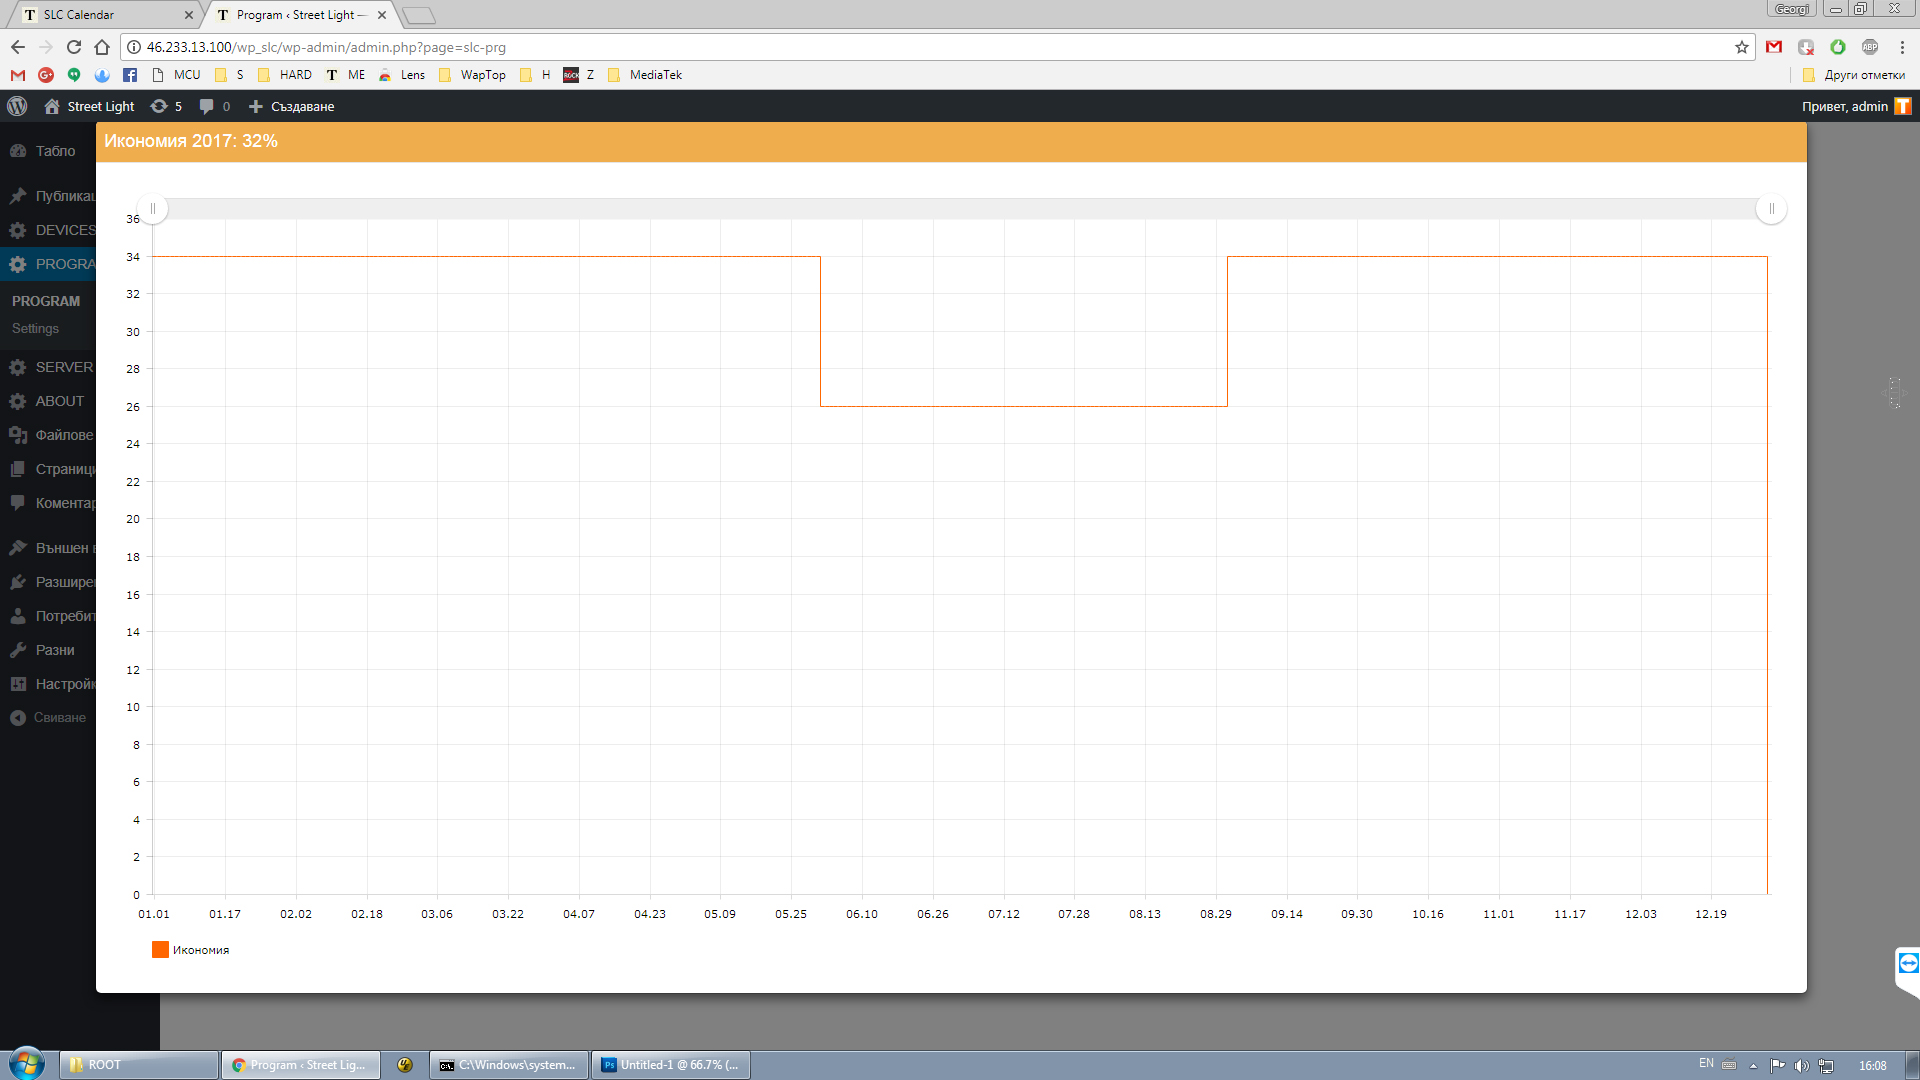 SLC Calendar
Program ‹ Street Light —
Georgi
46.233.13.100/wp_slc/wp-admin/admin.php?page=slc-prg
ABP
MCU S HARD T ME Lens WapTop H ROCK Z MediaTek
Други отметки
Street Light 5 0 Създаване
Привет, admin
Икономия 2017: 32%
Табло
Публикац
DEVICES
PROGRA
PROGRAM
Settings
SERVER
ABOUT
Файлове
Страници
Коментар
Външен в
Разширен
Потребит
Разни
Настройк
Свиване
36
34
32
30
28
26
24
22
20
18
16
14
12
10
8
6
4
2
0
01.01 01.17 02.02 02.18 03.06 03.22 04.07 04.23 05.09 05.25 06.10 06.26 07.12 07.28 08.13 08.29 09.14 09.30 10.16 11.01 11.17 12.03 12.19
Икономия
ROOT
Program ‹ Street Lig...
C:\Windows\system...
Ps Untitled-1 @ 66.7% (...
EN
16:08